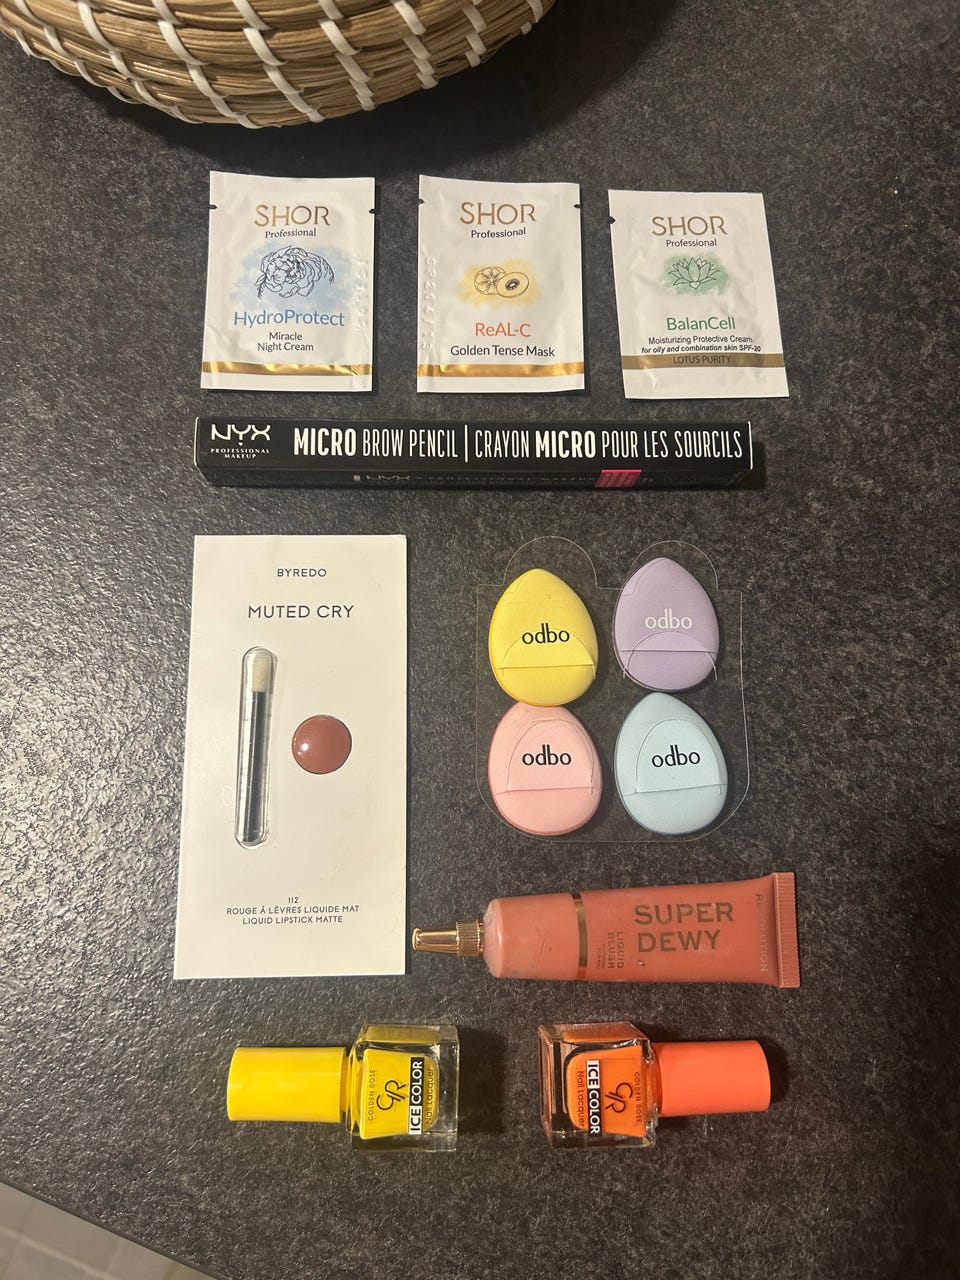 SHOR
Professional
HydroProtect
Miracle
Night Cream
SHOR
Professional
ReAL-C
Golden Tense Mask
SHOR
Professional
BalanCell
Moisturizing Protective Cream
for oily and combination skin SPF-20
LOTUS PURITY
NYX
PROFESSIONAL
MAKEUP
MICRO BROW PENCIL | CRAYON MICRO POUR LES SOURCILS
BYREDO
MUTED CRY
112
ROUGE À LÈVRES LIQUIDE MAT
LIQUID LIPSTICK MATTE
odbo
odbo
odbo
odbo
SUPER
DEWY
LIQUID
BLUSH
REVOLUTION
GOLDEN ROSE
GR
ICE COLOR
Nail Lacquer
ICE COLOR
Nail Lacquer
GR
GOLDEN ROSE